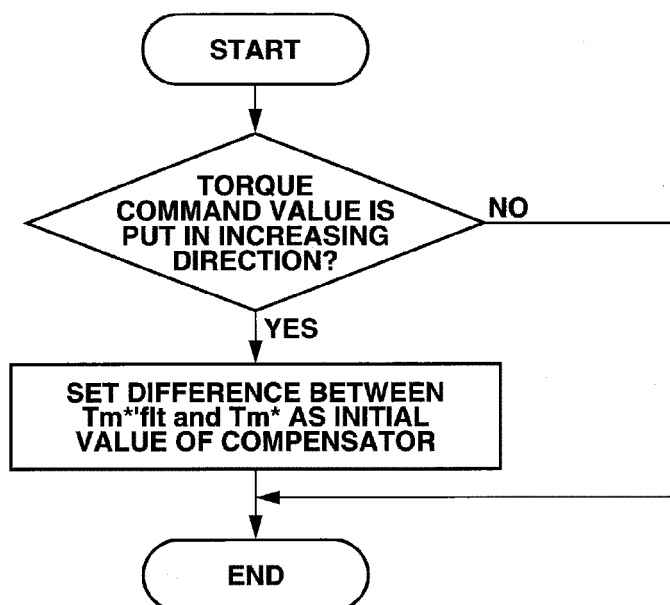 START
TORQUE
COMMAND VALUE IS
PUT IN INCREASING
DIRECTION?
NO
YES
SET DIFFERENCE BETWEEN
Tm*'flt and Tm* AS INITIAL
VALUE OF COMPENSATOR
END